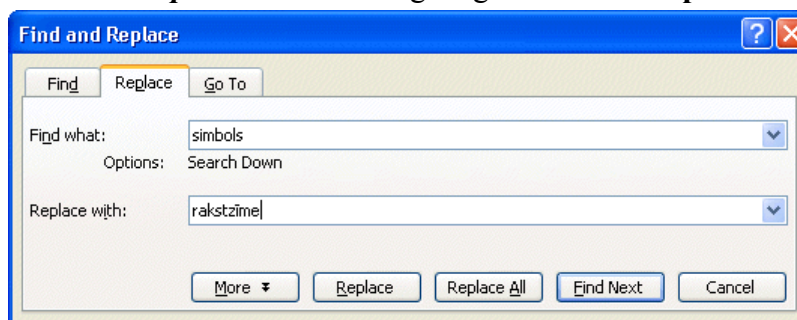 Find and Replace
Find Replace Go To
Find what: simbols
Options: Search Down
Replace with: rakstzīme
More Replace Replace All Find Next Cancel